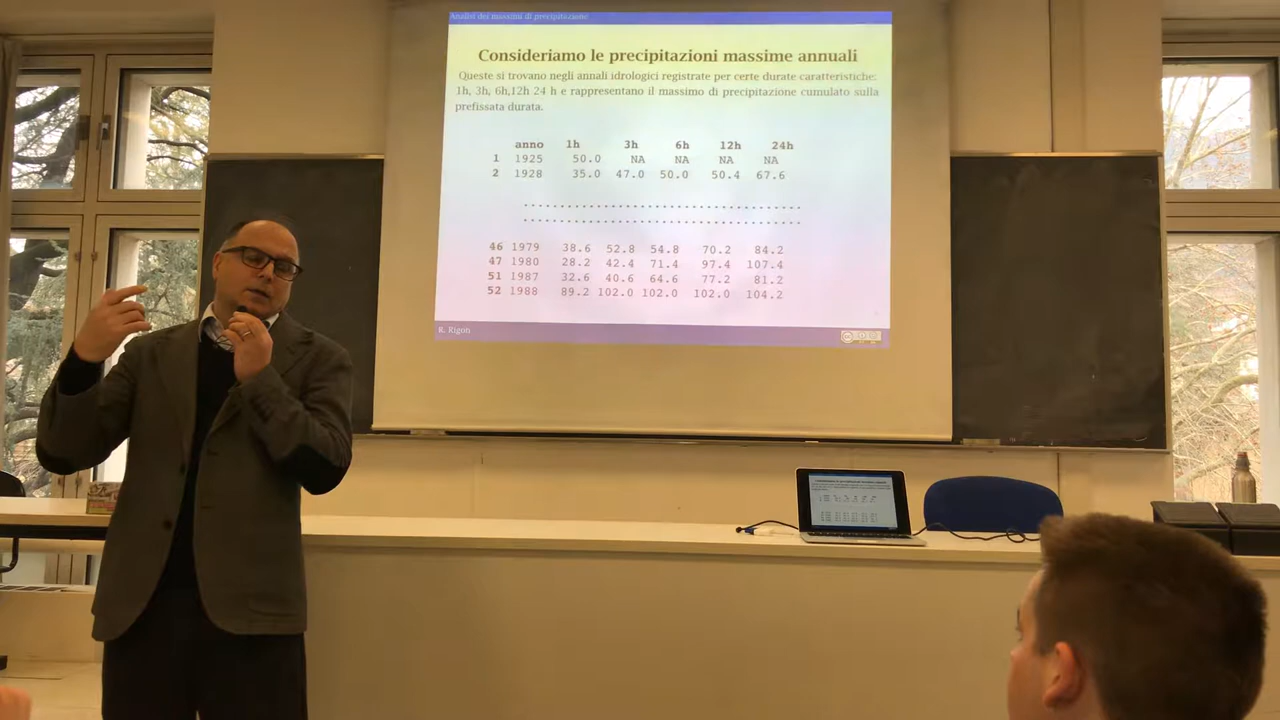 Analisi dei massimi di precipitazione
Consideriamo le precipitazioni massime annuali
Queste si trovano negli annali idrologici registrate per certe durate caratteristiche:
1h, 3h, 6h,12h 24 h e rappresentano il massimo di precipitazione cumulato sulla
prefissata durata.
anno 1h 3h 6h 12h 24h
1 1925 50.0 NA NA NA NA
2 1928 35.0 47.0 50.0 50.4 67.6
......................................
......................................
46 1979 38.6 52.8 54.8 70.2 84.2
47 1980 28.2 42.4 71.4 97.4 107.4
51 1987 32.6 40.6 64.6 77.2 81.2
52 1988 89.2 102.0 102.0 102.0 104.2
R. Rigon